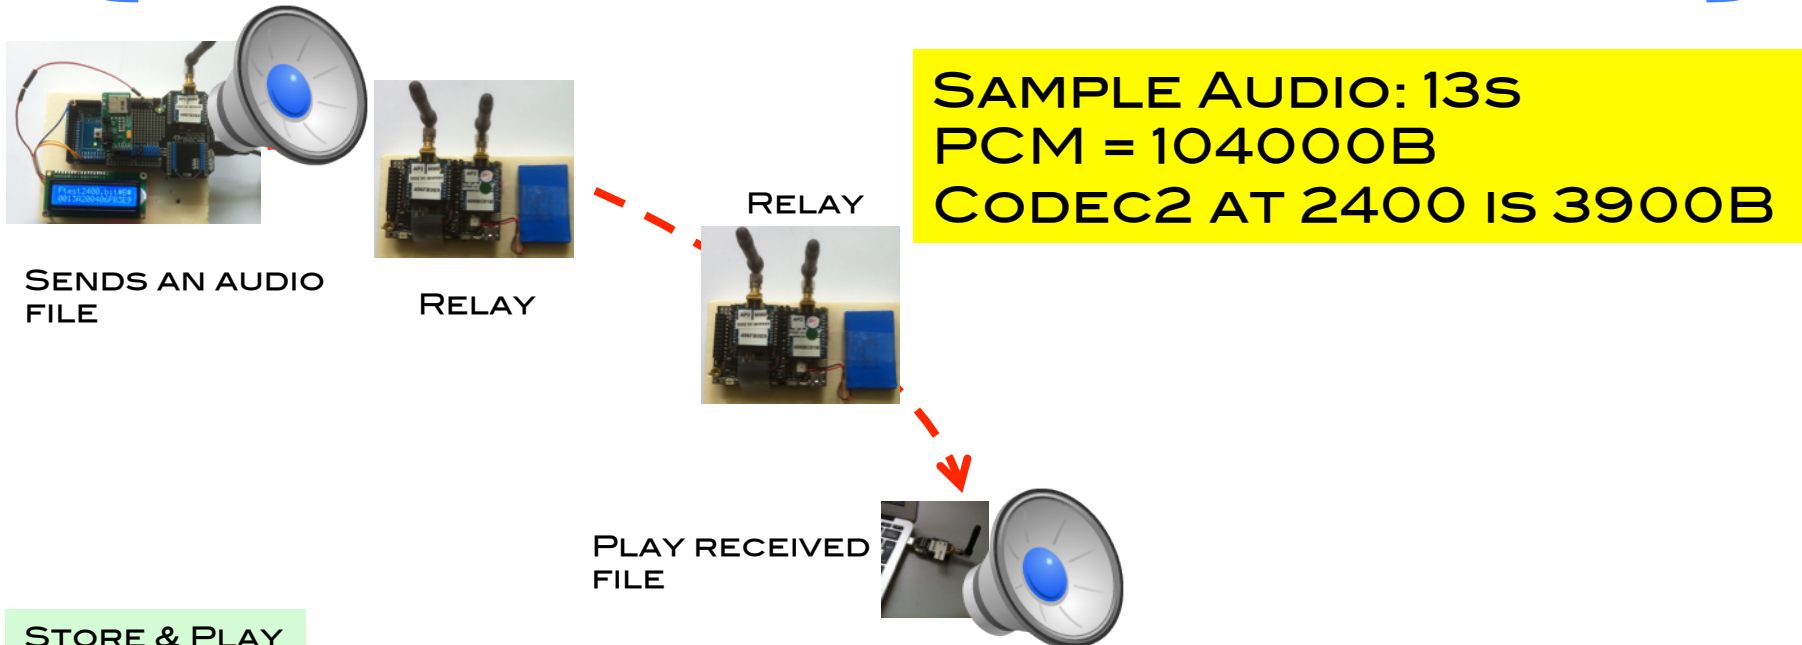 Sample Audio: 13s
PCM = 104000B
Codec2 at 2400 is 3900B
Relay
Sends an audio
file
Relay
Play received
file
Store & Play